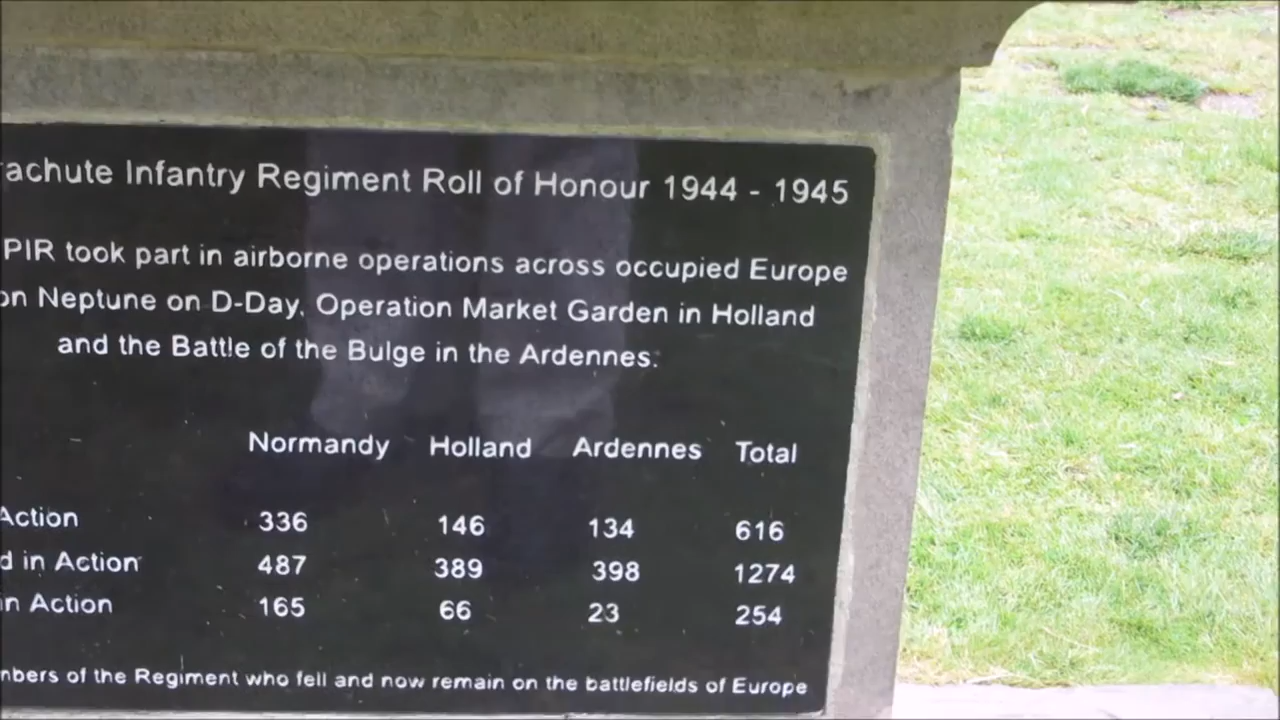 rachute Infantry Regiment Roll of Honour 1944 - 1945
PIR took part in airborne operations across occupied Europe
on Neptune on D-Day, Operation Market Garden in Holland
and the Battle of the Bulge in the Ardennes.
Normandy Holland Ardennes Total
Action 336 146 134 616
d in Action 487 389 398 1274
in Action 165 66 23 254
mbers of the Regiment who fell and now remain on the battlefields of Europe